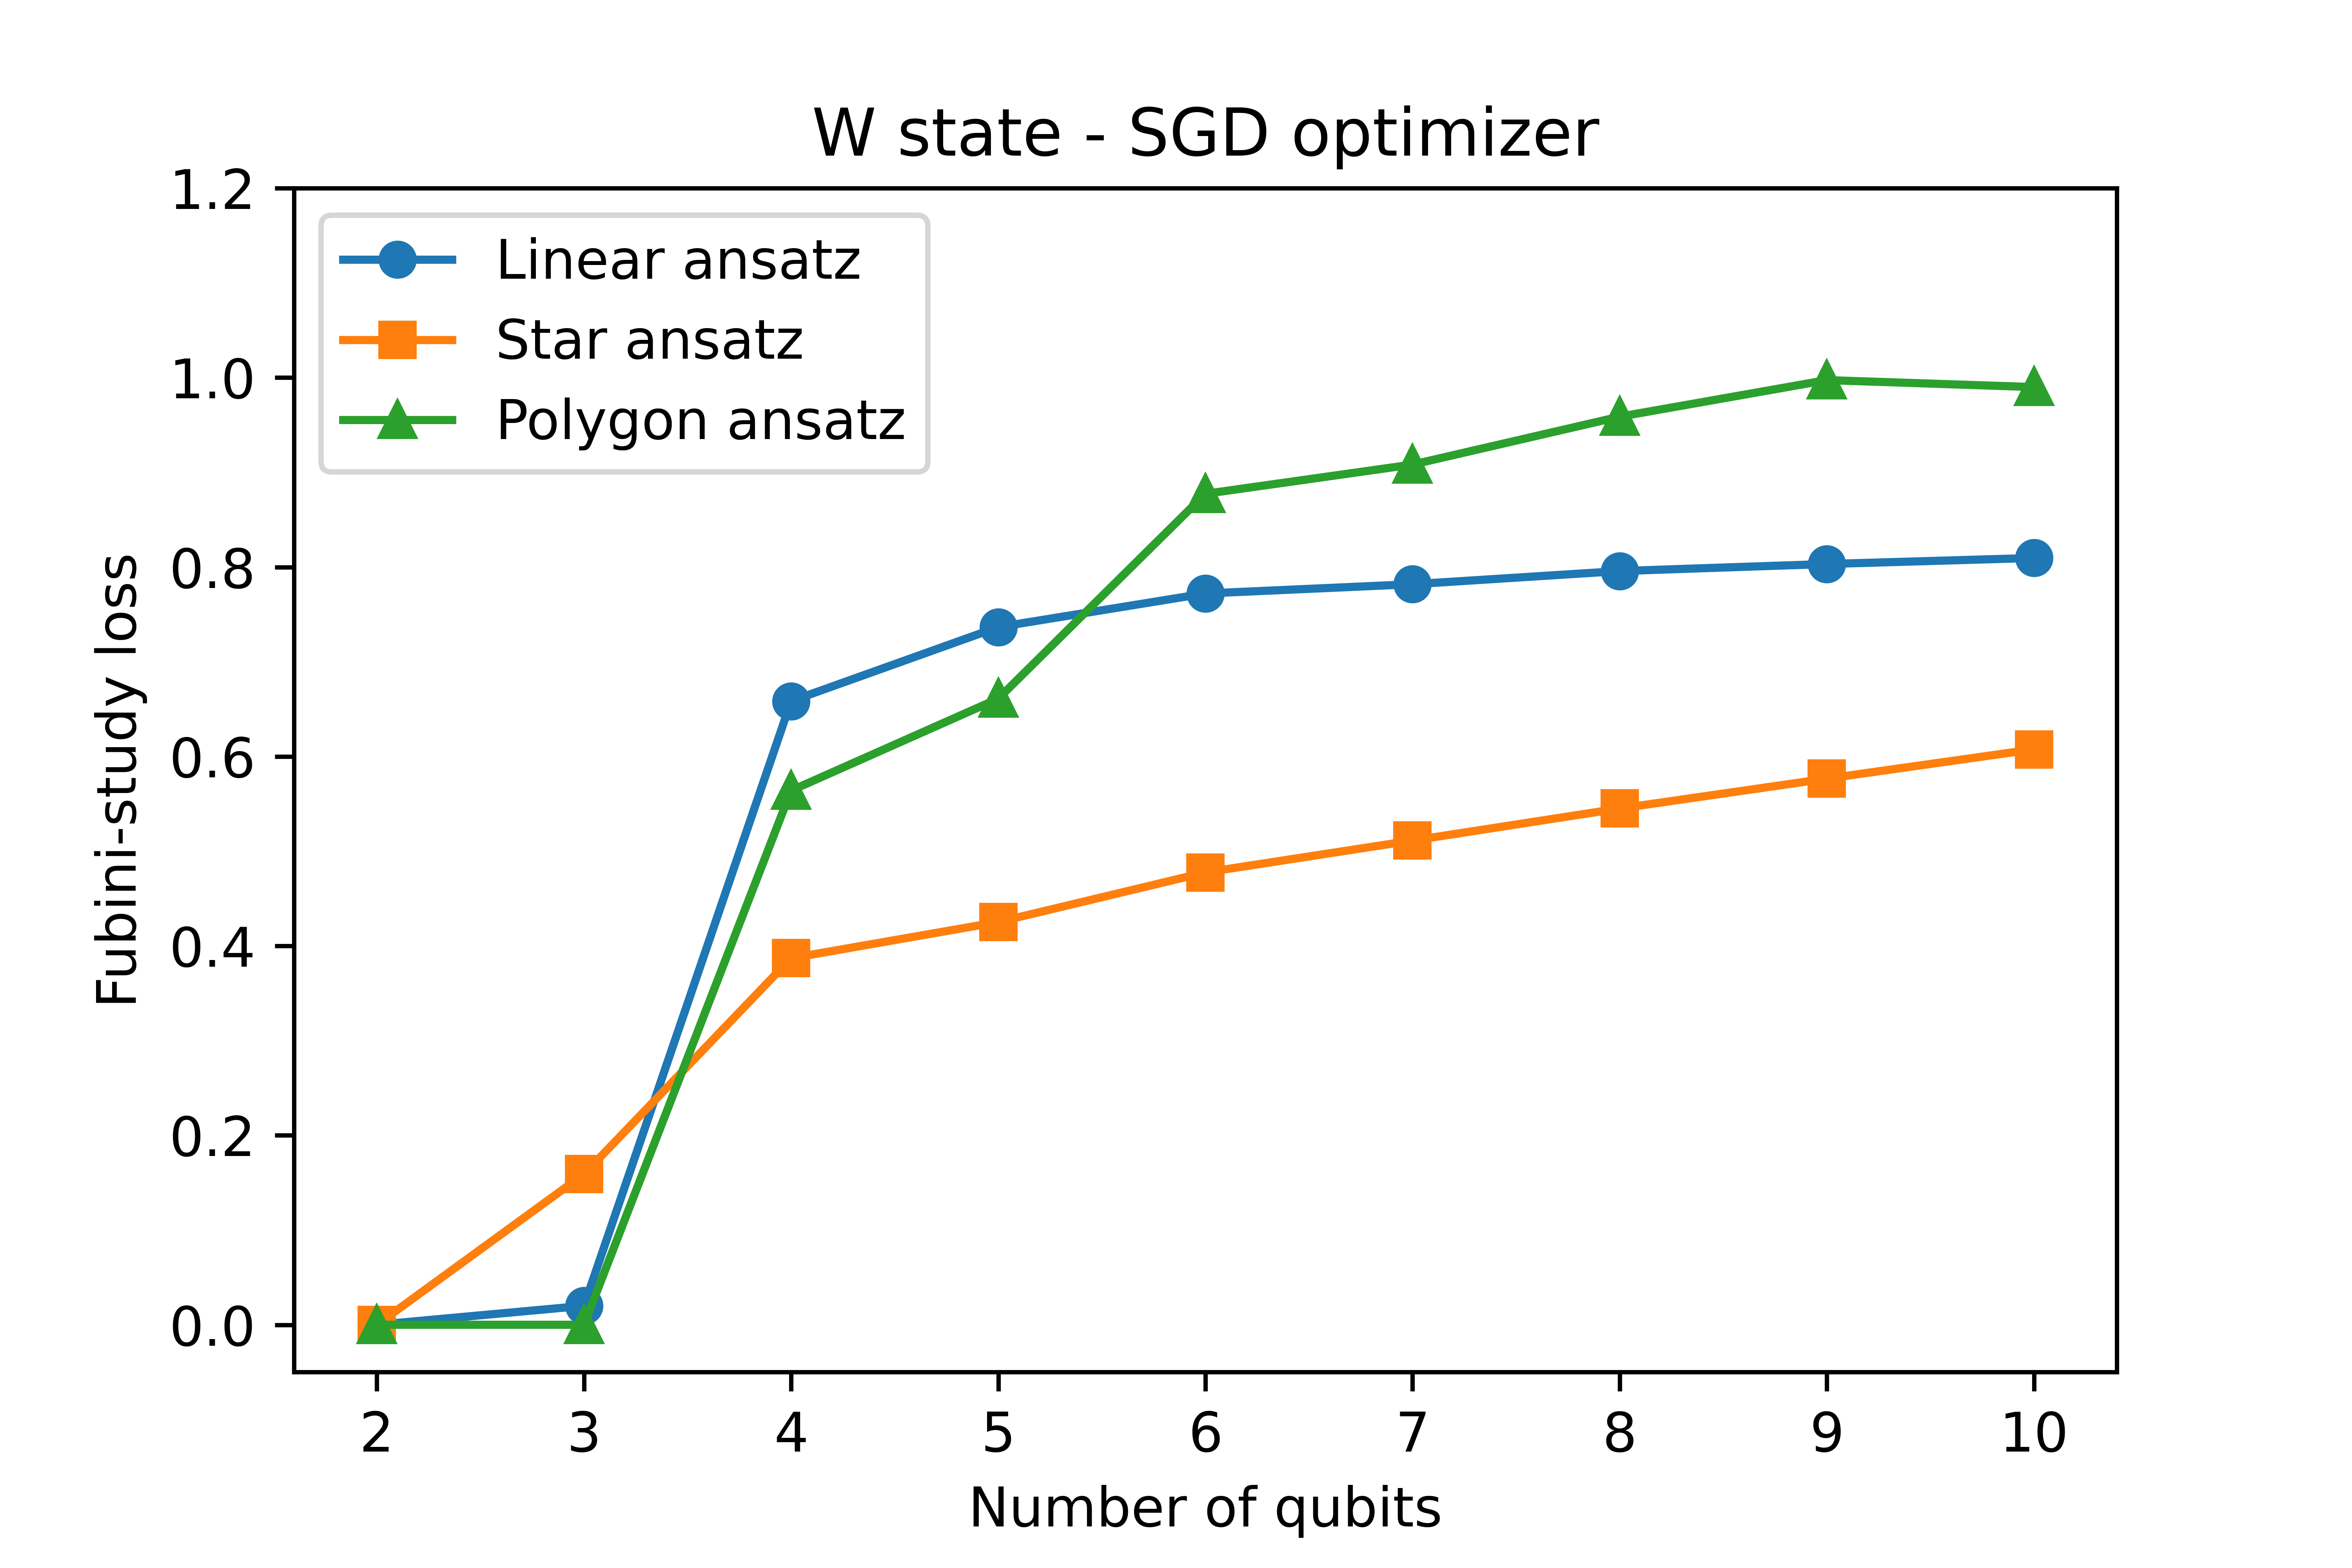 W state - SGD optimizer
1.2
1.0
0.8
0.6
0.4
0.2
0.0
Fubini-study loss
Linear ansatz
Star ansatz
Polygon ansatz
2 3 4 5 6 7 8 9 10
Number of qubits